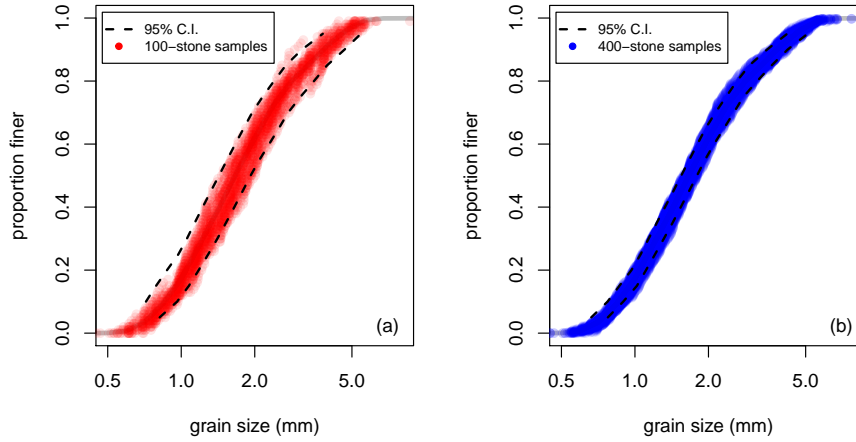 95% C.I.
100−stone samples
proportion finer
1.0
0.8
0.6
0.4
0.2
0.0
(a)
0.5 1.0 2.0 5.0
grain size (mm)
95% C.I.
400−stone samples
proportion finer
1.0
0.8
0.6
0.4
0.2
0.0
(b)
0.5 1.0 2.0 5.0
grain size (mm)